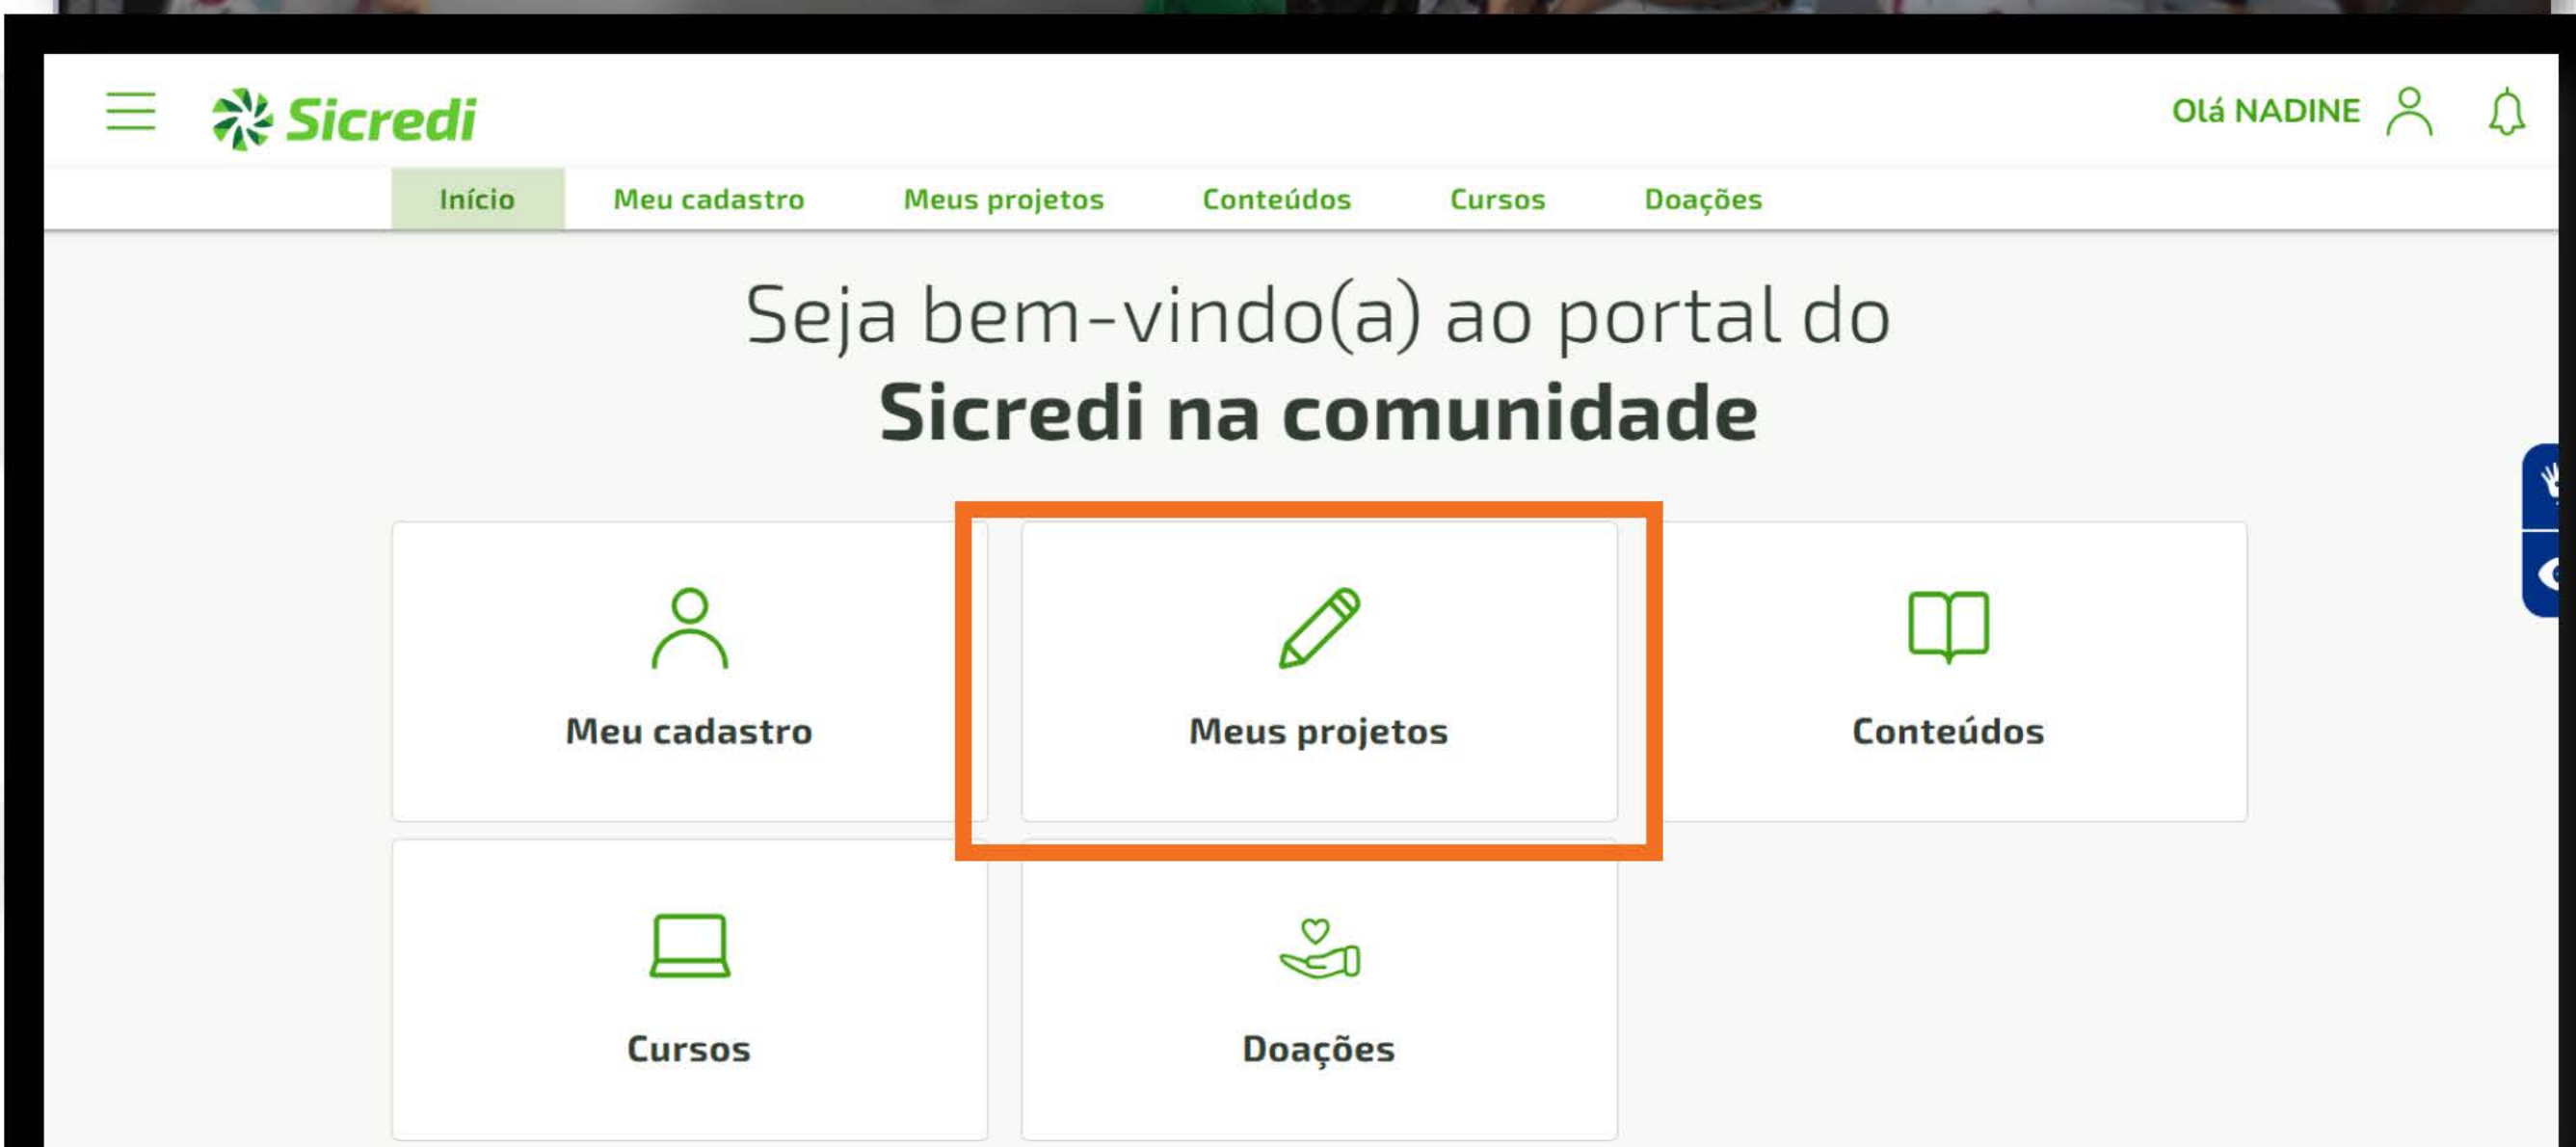 Sicredi
Olá NADINE
Início Meu cadastro Meus projetos Conteúdos Cursos Doações
Seja bem-vindo(a) ao portal do
Sicredi na comunidade
Meu cadastro
Meus projetos
Conteúdos
Cursos
Doações